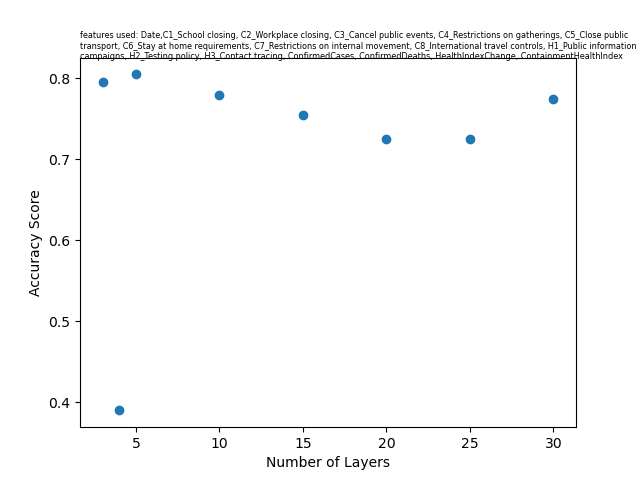 features used: Date,C1_School closing, C2_Workplace closing, C3_Cancel public events, C4_Restrictions on gatherings, C5_Close public
transport, C6_Stay at home requirements, C7_Restrictions on internal movement, C8_International travel controls, H1_Public information
campaigns, H2_Testing policy, H3_Contact tracing, ConfirmedCases, ConfirmedDeaths, HealthIndexChange, ContainmentHealthIndex
0.8
0.7
0.6
0.5
0.4
Accuracy Score
5 10 15 20 25 30
Number of Layers